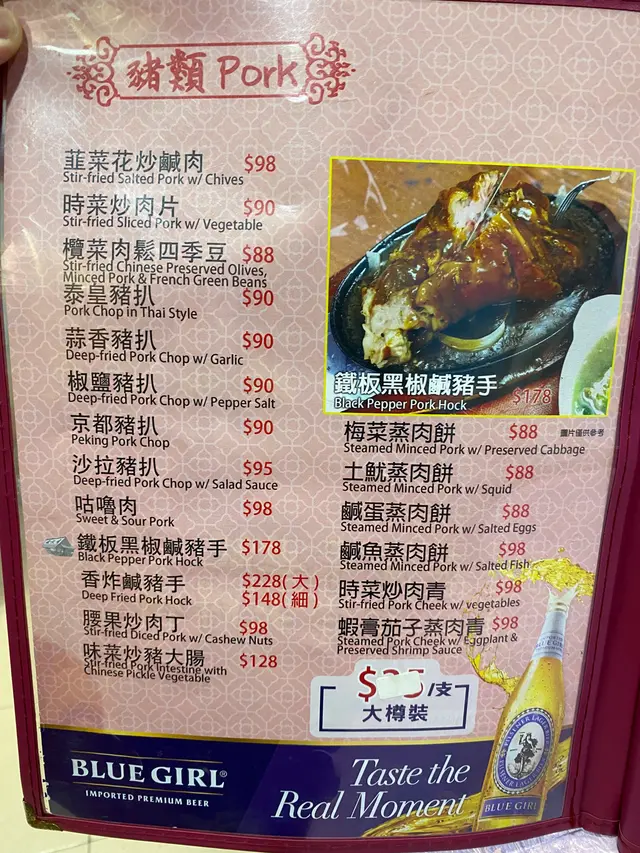 豬類 Pork
韮菜花炒鹹肉 $98
Stir-fried Salted Pork w/ Chives
時菜炒肉片 $90
Stir-fried Sliced Pork w/ Vegetable
欖菜肉鬆四季豆 $88
Stir-fried Chinese Preserved Olives,
Minced Pork & French Green Beans
泰皇豬扒 $90
Pork Chop in Thai Style
蒜香豬扒 $90
Deep-fried Pork Chop w/ Garlic
椒鹽豬扒 $90
Deep-fried Pork Chop w/ Pepper Salt
京都豬扒 $90
Peking Pork Chop
沙拉豬扒 $95
Deep-fried Pork Chop w/ Salad Sauce
咕嚕肉 $98
Sweet & Sour Pork
鐵板黑椒鹹豬手 $178
Black Pepper Pork Hock
香炸鹹豬手 $228(大)
Deep Fried Pork Hock $148(細)
腰果炒肉丁 $98
Stir-fried Diced Pork w/ Cashew Nuts
味菜炒豬大腸 $128
Stir-fried Pork Intestine with
Chinese Pickle Vegetable
鐵板黑椒鹹豬手 $178
Black Pepper Pork Hock
圖片僅供參考
梅菜蒸肉餅 $88
Steamed Minced Pork w/ Preserved Cabbage
土魷蒸肉餅 $88
Steamed Minced Pork w/ Squid
鹹蛋蒸肉餅 $88
Steamed Minced Pork w/ Salted Eggs
鹹魚蒸肉餅 $98
Steamed Minced Pork w/ Salted Fish
時菜炒肉青 $98
Stir-fried Pork Cheek w/ vegetables
蝦膏茄子蒸肉青 $98
Steamed Pork Cheek w/ Eggplant &
Preserved Shrimp Sauce
/支
大樽裝
BLUE GIRL®
IMPORTED PREMIUM BEER
Taste the
Real Moment
BLUE GIRL